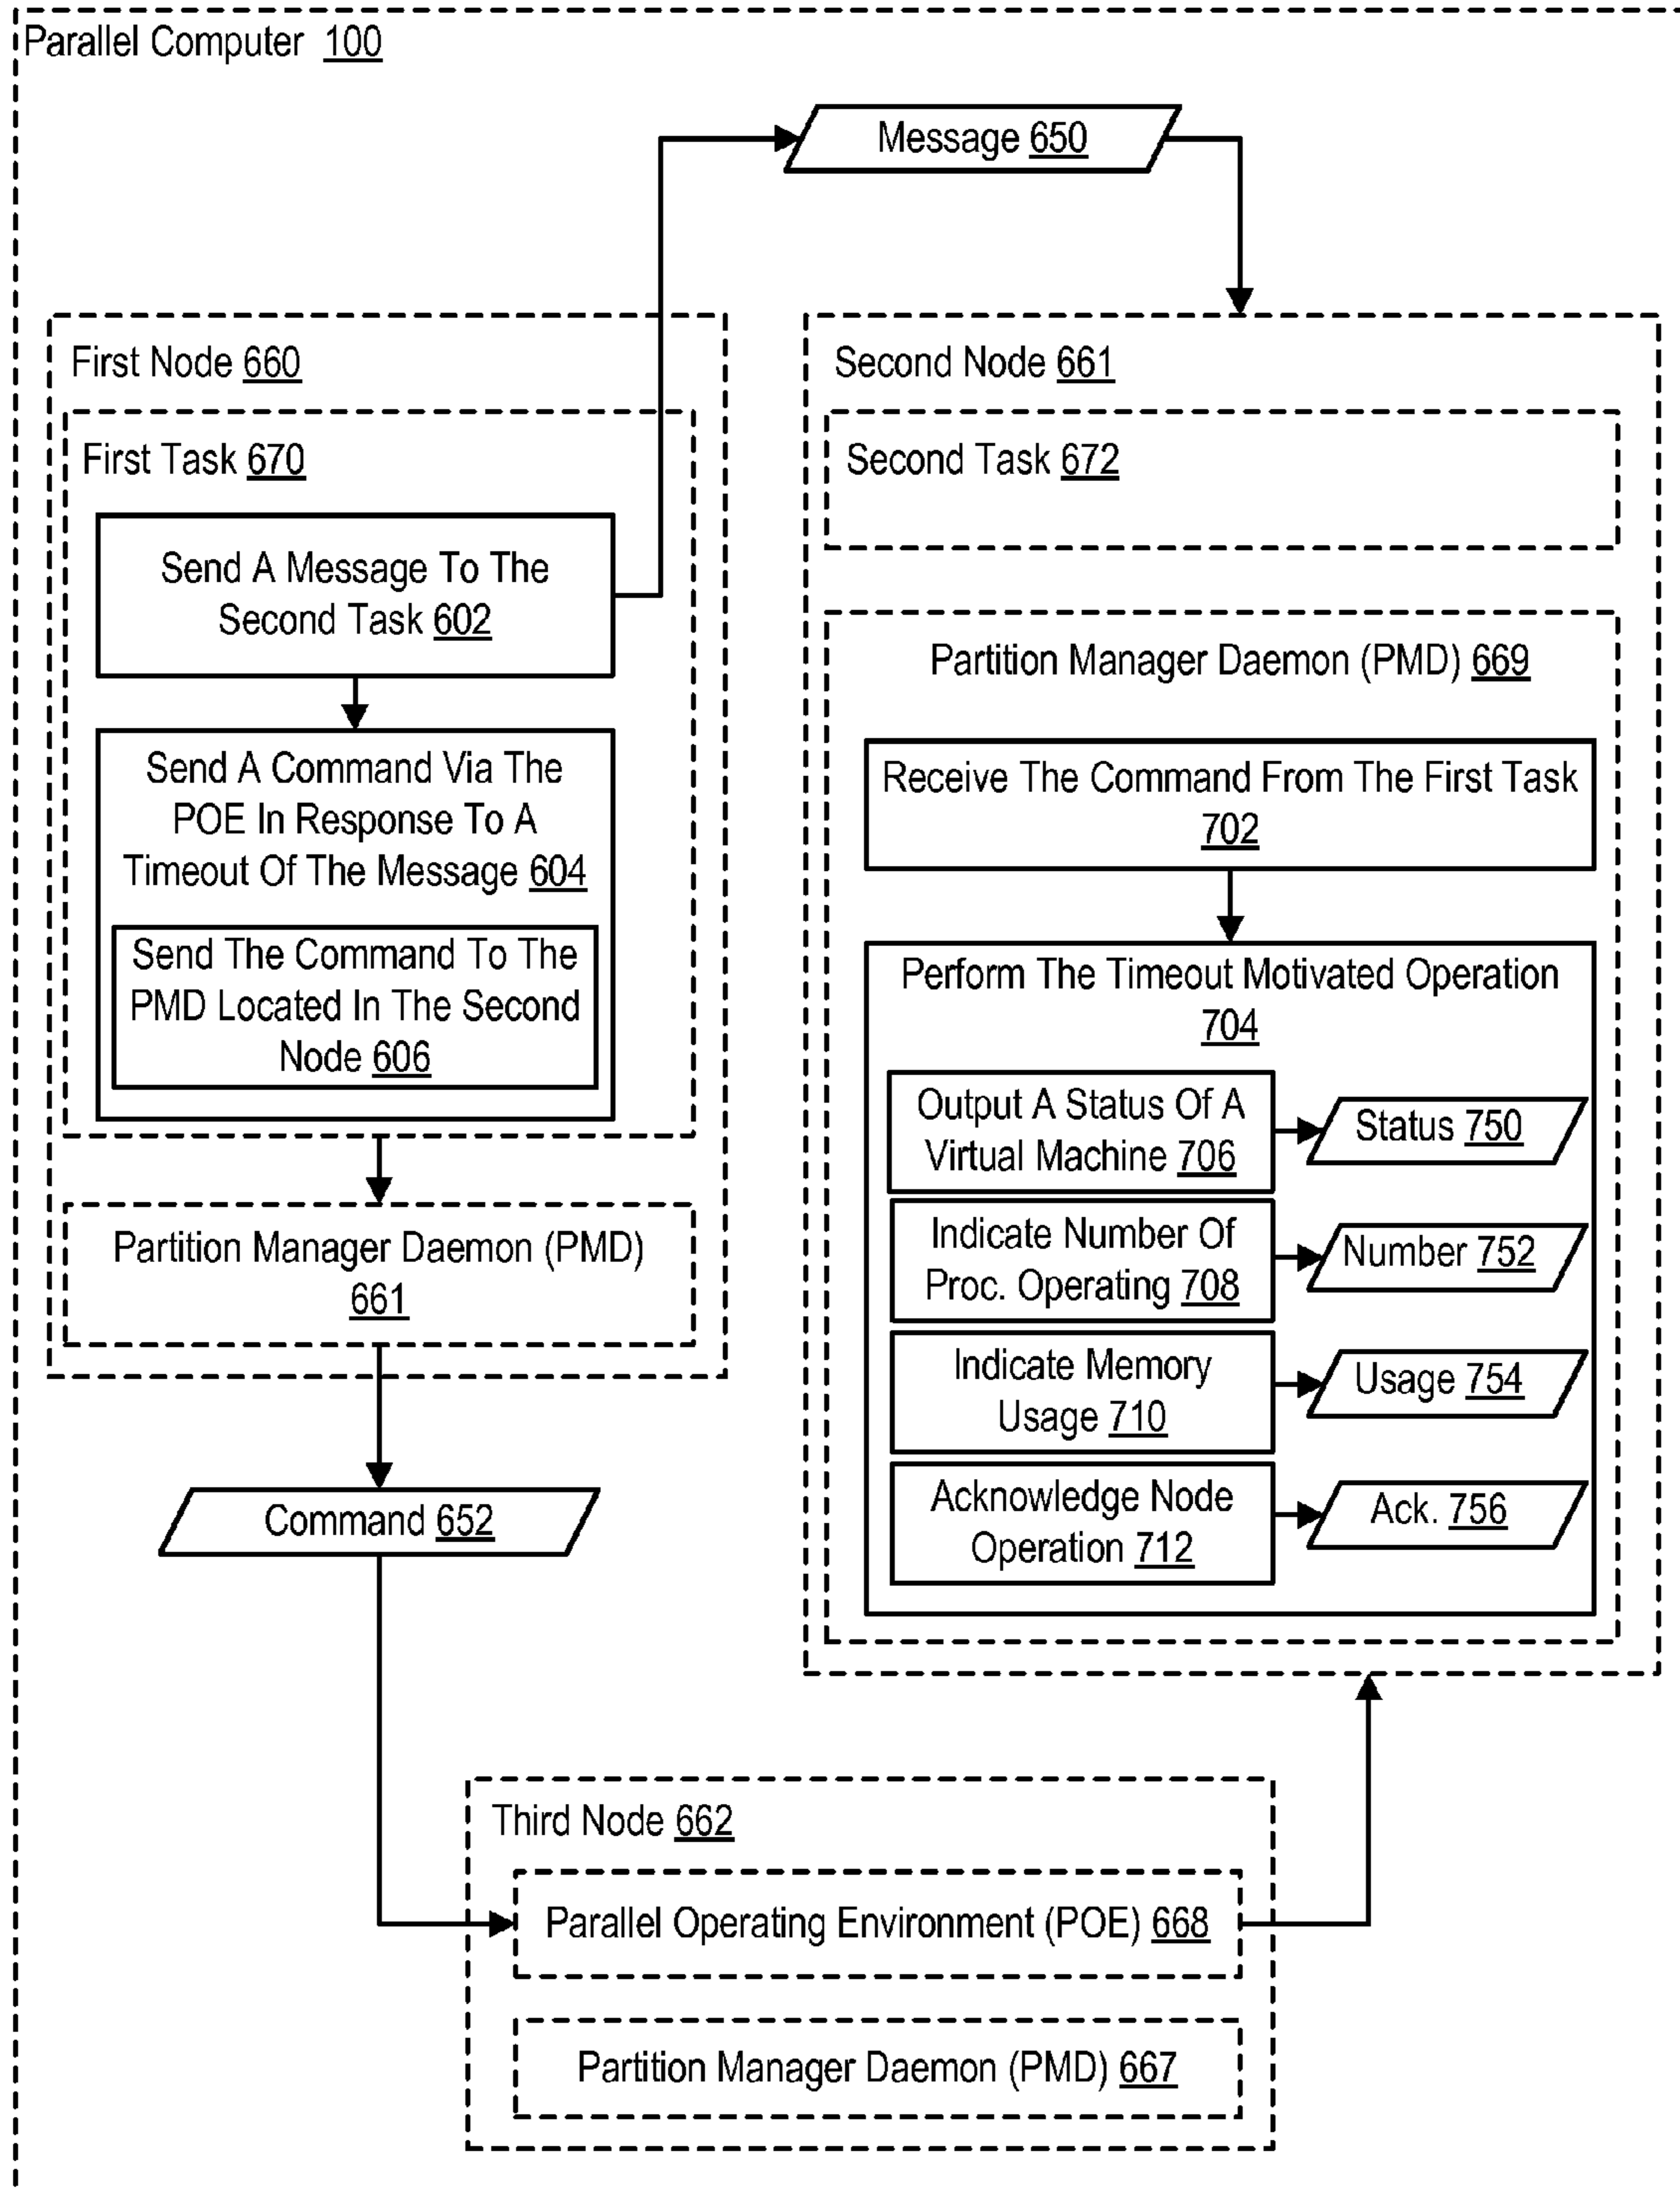 Parallel Computer 100
Message 650
First Node 660
First Task 670
Send A Message To The
Second Task 602
Send A Command Via The
POE In Response To A
Timeout Of The Message 604
Send The Command To The
PMD Located In The Second
Node 606
Partition Manager Daemon (PMD)
661
Command 652
Second Node 661
Second Task 672
Partition Manager Daemon (PMD) 669
Receive The Command From The First Task
702
Perform The Timeout Motivated Operation
704
Output A Status Of A
Virtual Machine 706
Status 750
Indicate Number Of
Proc. Operating 708
Number 752
Indicate Memory
Usage 710
Usage 754
Acknowledge Node
Operation 712
Ack. 756
Third Node 662
Parallel Operating Environment (POE) 668
Partition Manager Daemon (PMD) 667